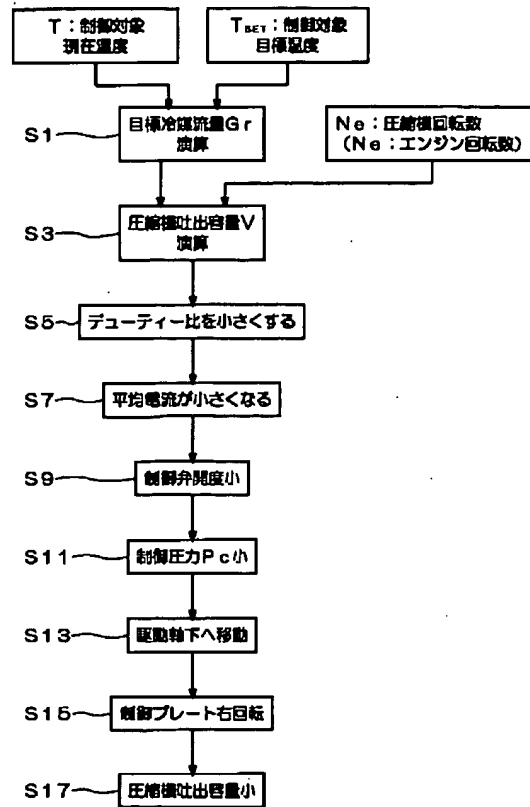 T:制御対象
現在温度
T_SET:制御対象
目標温度
S1
目標冷媒流量Gr
演算
Ne:圧縮機回転数
(Ne:エンジン回転数)
S3
圧縮機吐出容量V
演算
S5
デューティー比を小さくする
S7
平均電流が小さくなる
S9
制御弁開度小
S11
制御圧力Pc小
S13
駆動軸下へ移動
S15
制御プレート右回転
S17
圧縮機吐出容量小